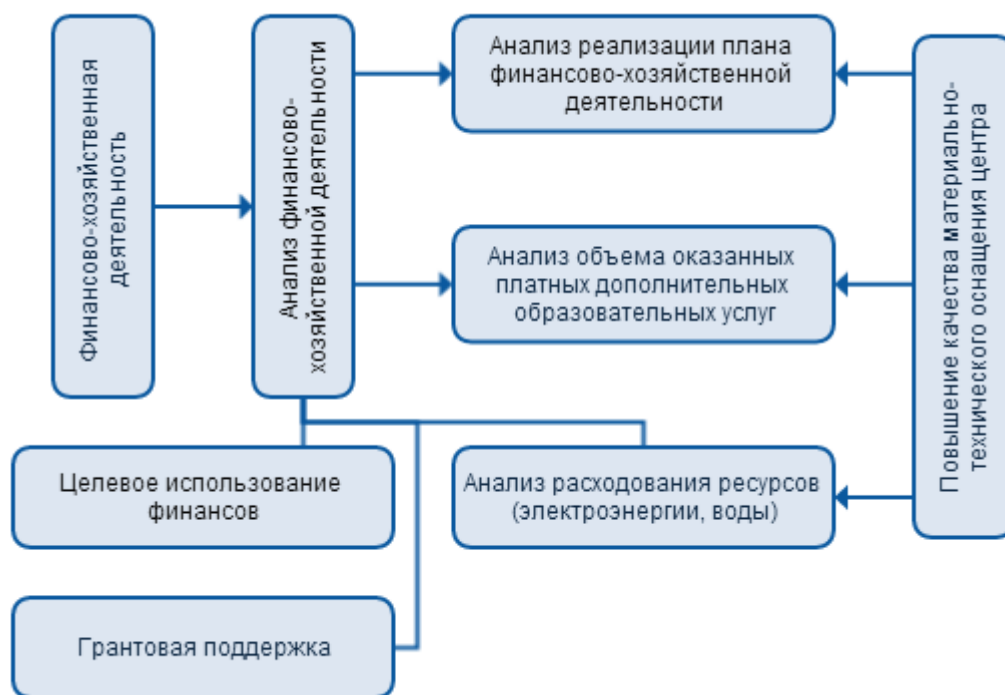 Финансово-хозяйственная
деятельность
Анализ финансово-
хозяйственной деятельности
Анализ реализации плана
финансово-хозяйственной
деятельности
Анализ объема оказанных
платных дополнительных
образовательных услуг
Целевое использование
финансов
Анализ расходования ресурсов
(электроэнергии, воды)
Грантовая поддержка
Повышение качества материально-
технического оснащения центра